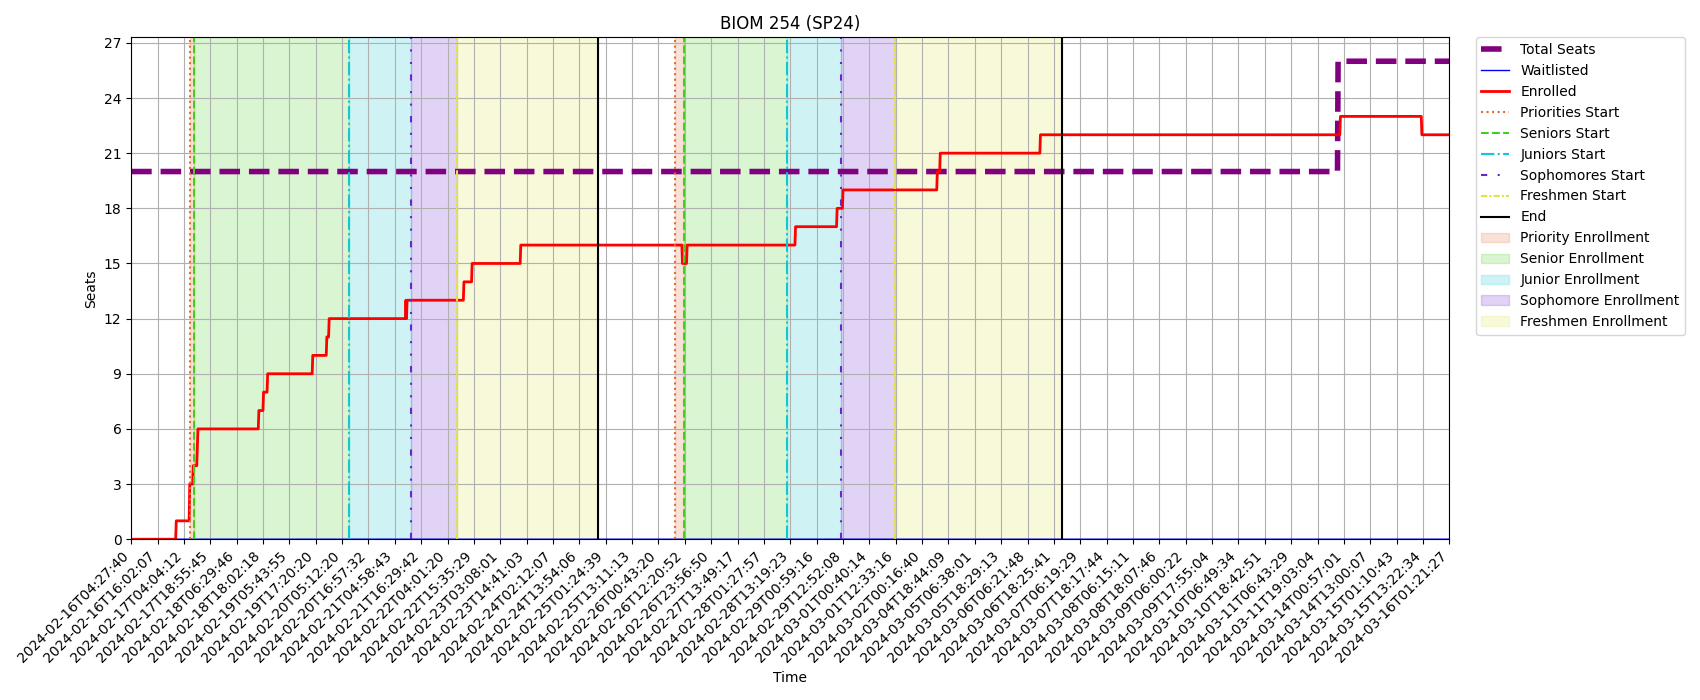 BIOM 254 (SP24)
Seats
27
24
21
18
15
12
9
6
3
0
2024-02-16T04:27:40
2024-02-16T16:02:07
2024-02-17T04:04:12
2024-02-17T18:55:45
2024-02-18T06:29:46
2024-02-18T18:02:18
2024-02-19T05:43:55
2024-02-19T17:20:20
2024-02-20T05:12:20
2024-02-20T16:57:32
2024-02-21T04:58:43
2024-02-21T16:29:42
2024-02-22T04:01:20
2024-02-22T15:35:29
2024-02-23T03:08:01
2024-02-23T14:41:03
2024-02-24T02:12:07
2024-02-24T13:54:06
2024-02-25T01:24:39
2024-02-25T13:11:13
2024-02-26T00:43:20
2024-02-26T12:20:52
2024-02-26T23:56:50
2024-02-27T13:49:17
2024-02-28T01:27:57
2024-02-28T13:19:23
2024-02-29T00:59:16
2024-02-29T12:52:08
2024-03-01T00:40:14
2024-03-01T12:33:16
2024-03-02T00:16:40
2024-03-04T18:44:09
2024-03-05T06:38:01
2024-03-05T18:29:13
2024-03-06T06:21:48
2024-03-06T18:25:41
2024-03-07T06:19:29
2024-03-07T18:17:44
2024-03-08T06:15:11
2024-03-08T18:07:46
2024-03-09T06:00:22
2024-03-09T17:55:04
2024-03-10T06:49:34
2024-03-10T18:42:51
2024-03-11T06:43:29
2024-03-11T19:03:04
2024-03-14T00:57:01
2024-03-14T13:00:07
2024-03-15T01:10:43
2024-03-15T13:22:34
2024-03-16T01:21:27
Time
Total Seats
Waitlisted
Enrolled
Priorities Start
Seniors Start
Juniors Start
Sophomores Start
Freshmen Start
End
Priority Enrollment
Senior Enrollment
Junior Enrollment
Sophomore Enrollment
Freshmen Enrollment